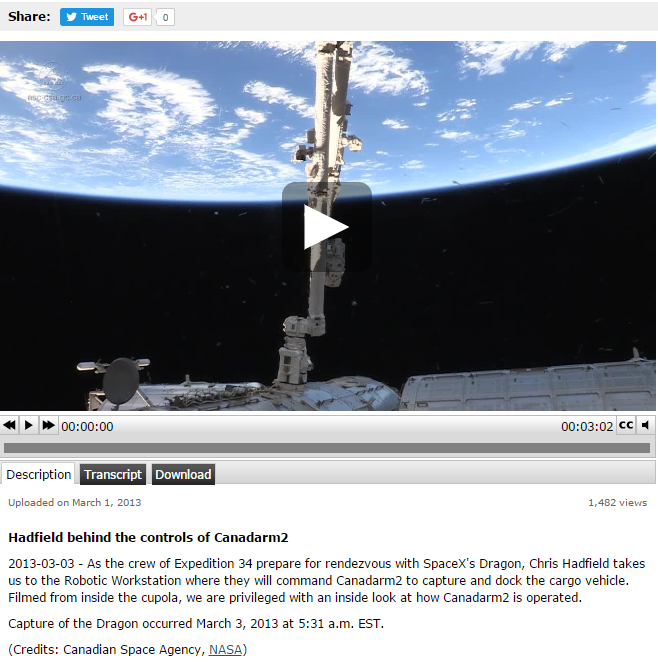 Share: Tweet G+1 0
asc-csa.gc.ca
00:00:00 00:03:02 CC
Description Transcript Download
Uploaded on March 1, 2013 1,482 views
Hadfield behind the controls of Canadarm2
2013-03-03 - As the crew of Expedition 34 prepare for rendezvous with SpaceX's Dragon, Chris Hadfield takes
us to the Robotic Workstation where they will command Canadarm2 to capture and dock the cargo vehicle.
Filmed from inside the cupola, we are privileged with an inside look at how Canadarm2 is operated.
Capture of the Dragon occurred March 3, 2013 at 5:31 a.m. EST.
(Credits: Canadian Space Agency, NASA)